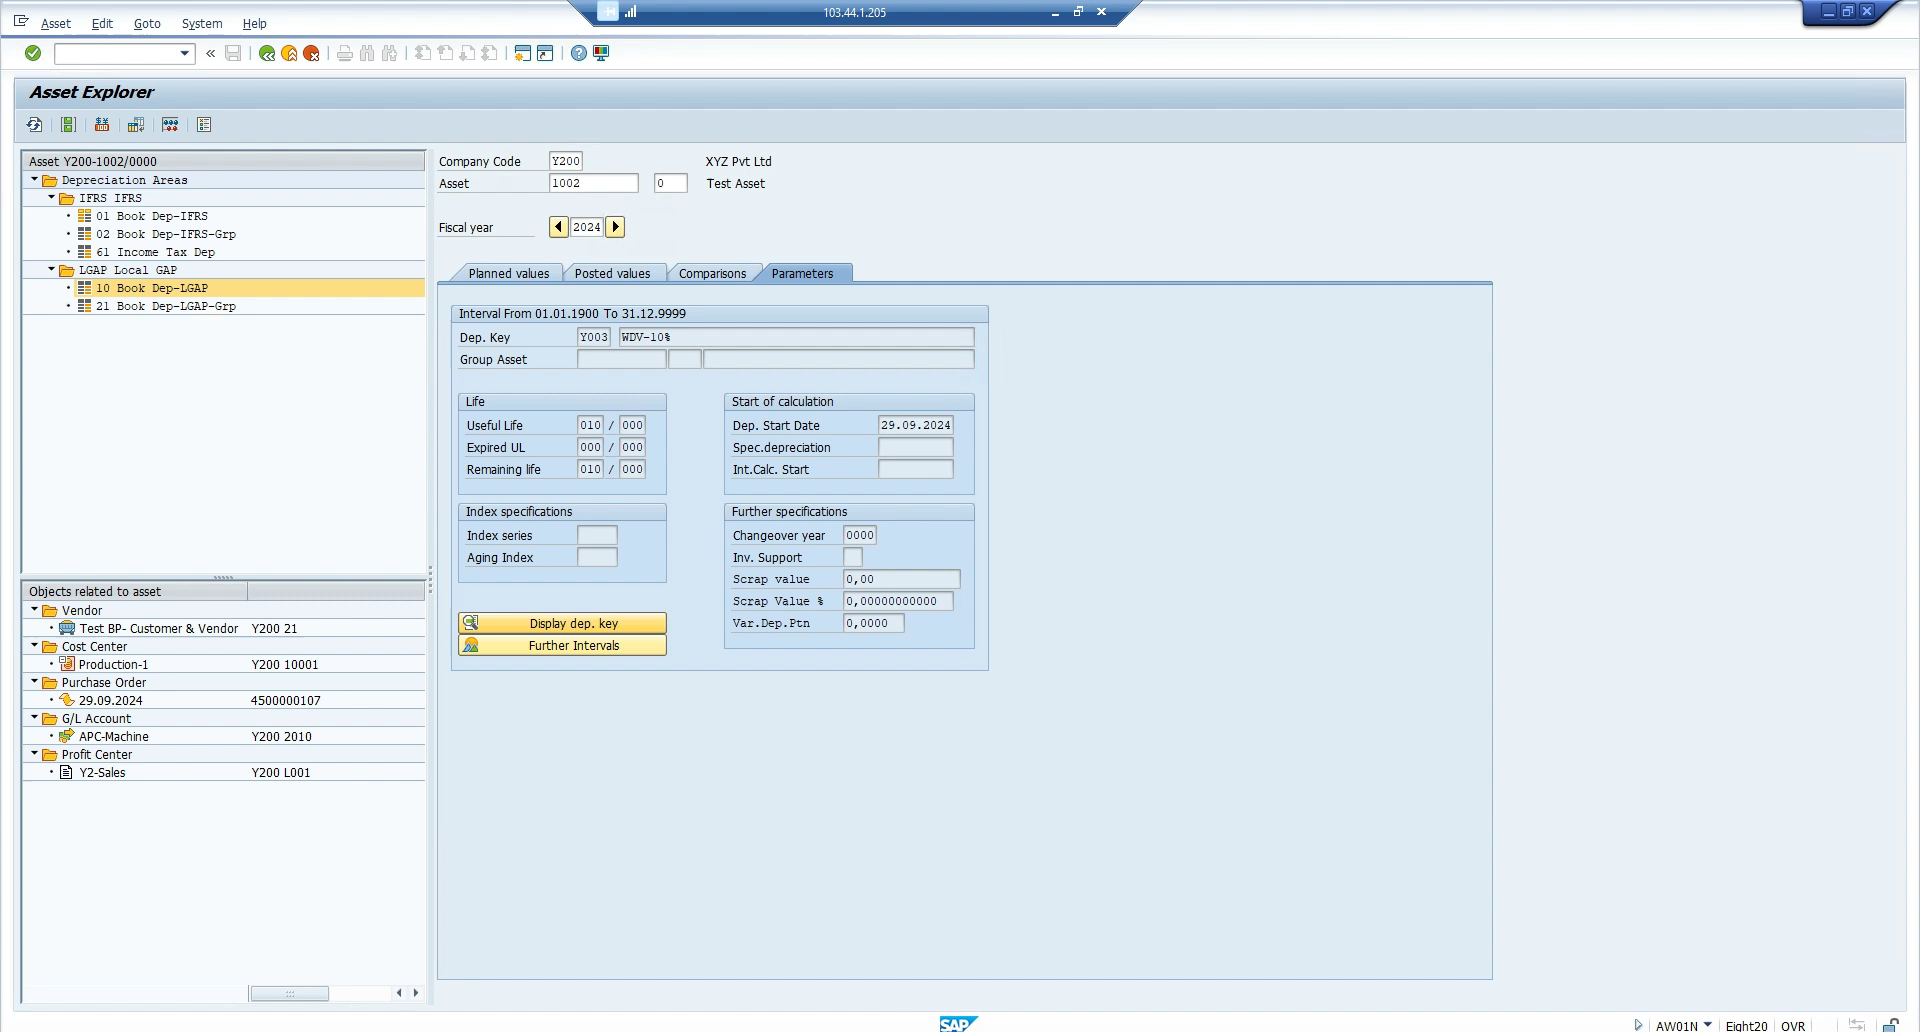 103.44.1.205
Asset Edit Goto System Help
Asset Explorer
Asset Y200-1002/0000
Depreciation Areas
IFRS IFRS
01 Book Dep-IFRS
02 Book Dep-IFRS-Grp
61 Income Tax Dep
LGAP Local GAP
10 Book Dep-LGAP
21 Book Dep-LGAP-Grp
Objects related to asset
Vendor
Test BP- Customer & Vendor Y200 21
Cost Center
Production-1 Y200 10001
Purchase Order
29.09.2024 4500000107
G/L Account
APC-Machine Y200 2010
Profit Center
Y2-Sales Y200 L001
Company Code Y200 XYZ Pvt Ltd
Asset 1002 0 Test Asset
Fiscal year 2024
Planned values Posted values Comparisons Parameters
Interval From 01.01.1900 To 31.12.9999
Dep. Key Y003 WDV-10%
Group Asset
Life
Useful Life 010 / 000
Expired UL 000 / 000
Remaining life 010 / 000
Start of calculation
Dep. Start Date 29.09.2024
Spec.depreciation
Int.Calc. Start
Index specifications
Index series
Aging Index
Further specifications
Changeover year 0000
Inv. Support
Scrap value 0,00
Scrap Value % 0,00000000000
Var.Dep.Ptn 0,0000
Display dep. key
Further Intervals
SAP
AW01N Eight20 OVR